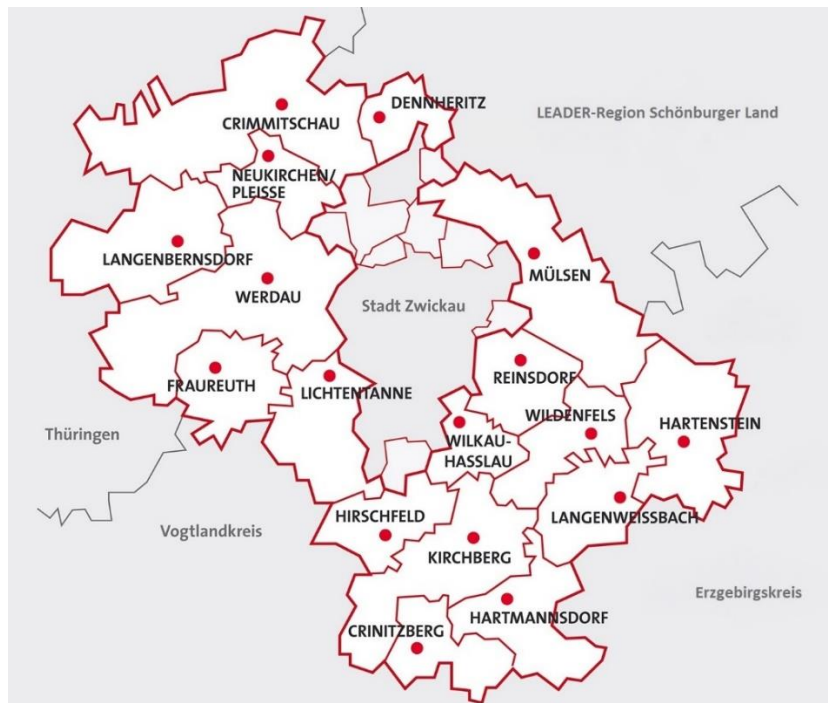 DENNHERITZ
LEADER-Region Schönburger Land
CRIMMITSCHAU
NEUKIRCHEN/
PLEISSE
LANGENBERNSDORF
MÜLSEN
WERDAU
Stadt Zwickau
REINSDORF
FRAUREUTH
LICHTENTANNE
WILDENFELS
HARTENSTEIN
Thüringen
WILKAU-
HASSLAU
HIRSCHFELD
LANGENWEISSBACH
Vogtlandkreis
KIRCHBERG
Erzgebirgskreis
HARTMANNSDORF
CRINITZBERG